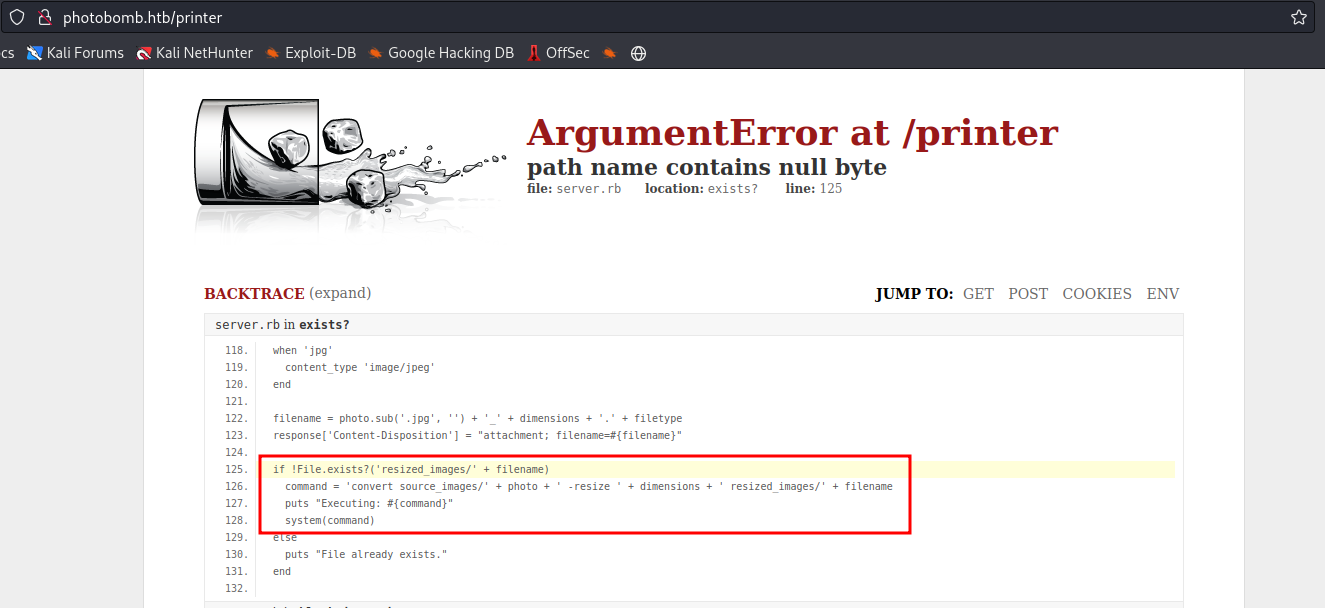 photobomb.htb/printer
cs Kali Forums Kali NetHunter Exploit-DB Google Hacking DB OffSec
ArgumentError at /printer
path name contains null byte
file: server.rb location: exists? line: 125
BACKTRACE (expand) JUMP TO: GET POST COOKIES ENV
server.rb in exists?
118. when 'jpg'
119. content_type 'image/jpeg'
120. end
121.
122. filename = photo.sub('.jpg', '') + '_' + dimensions + '.' + filetype
123. response['Content-Disposition'] = "attachment; filename=#{filename}"
124.
125. if !File.exists?('resized_images/' + filename)
126. command = 'convert source_images/' + photo + ' -resize ' + dimensions + ' resized_images/' + filename
127. puts "Executing: #{command}"
128. system(command)
129. else
130. puts "File already exists."
131. end
132.